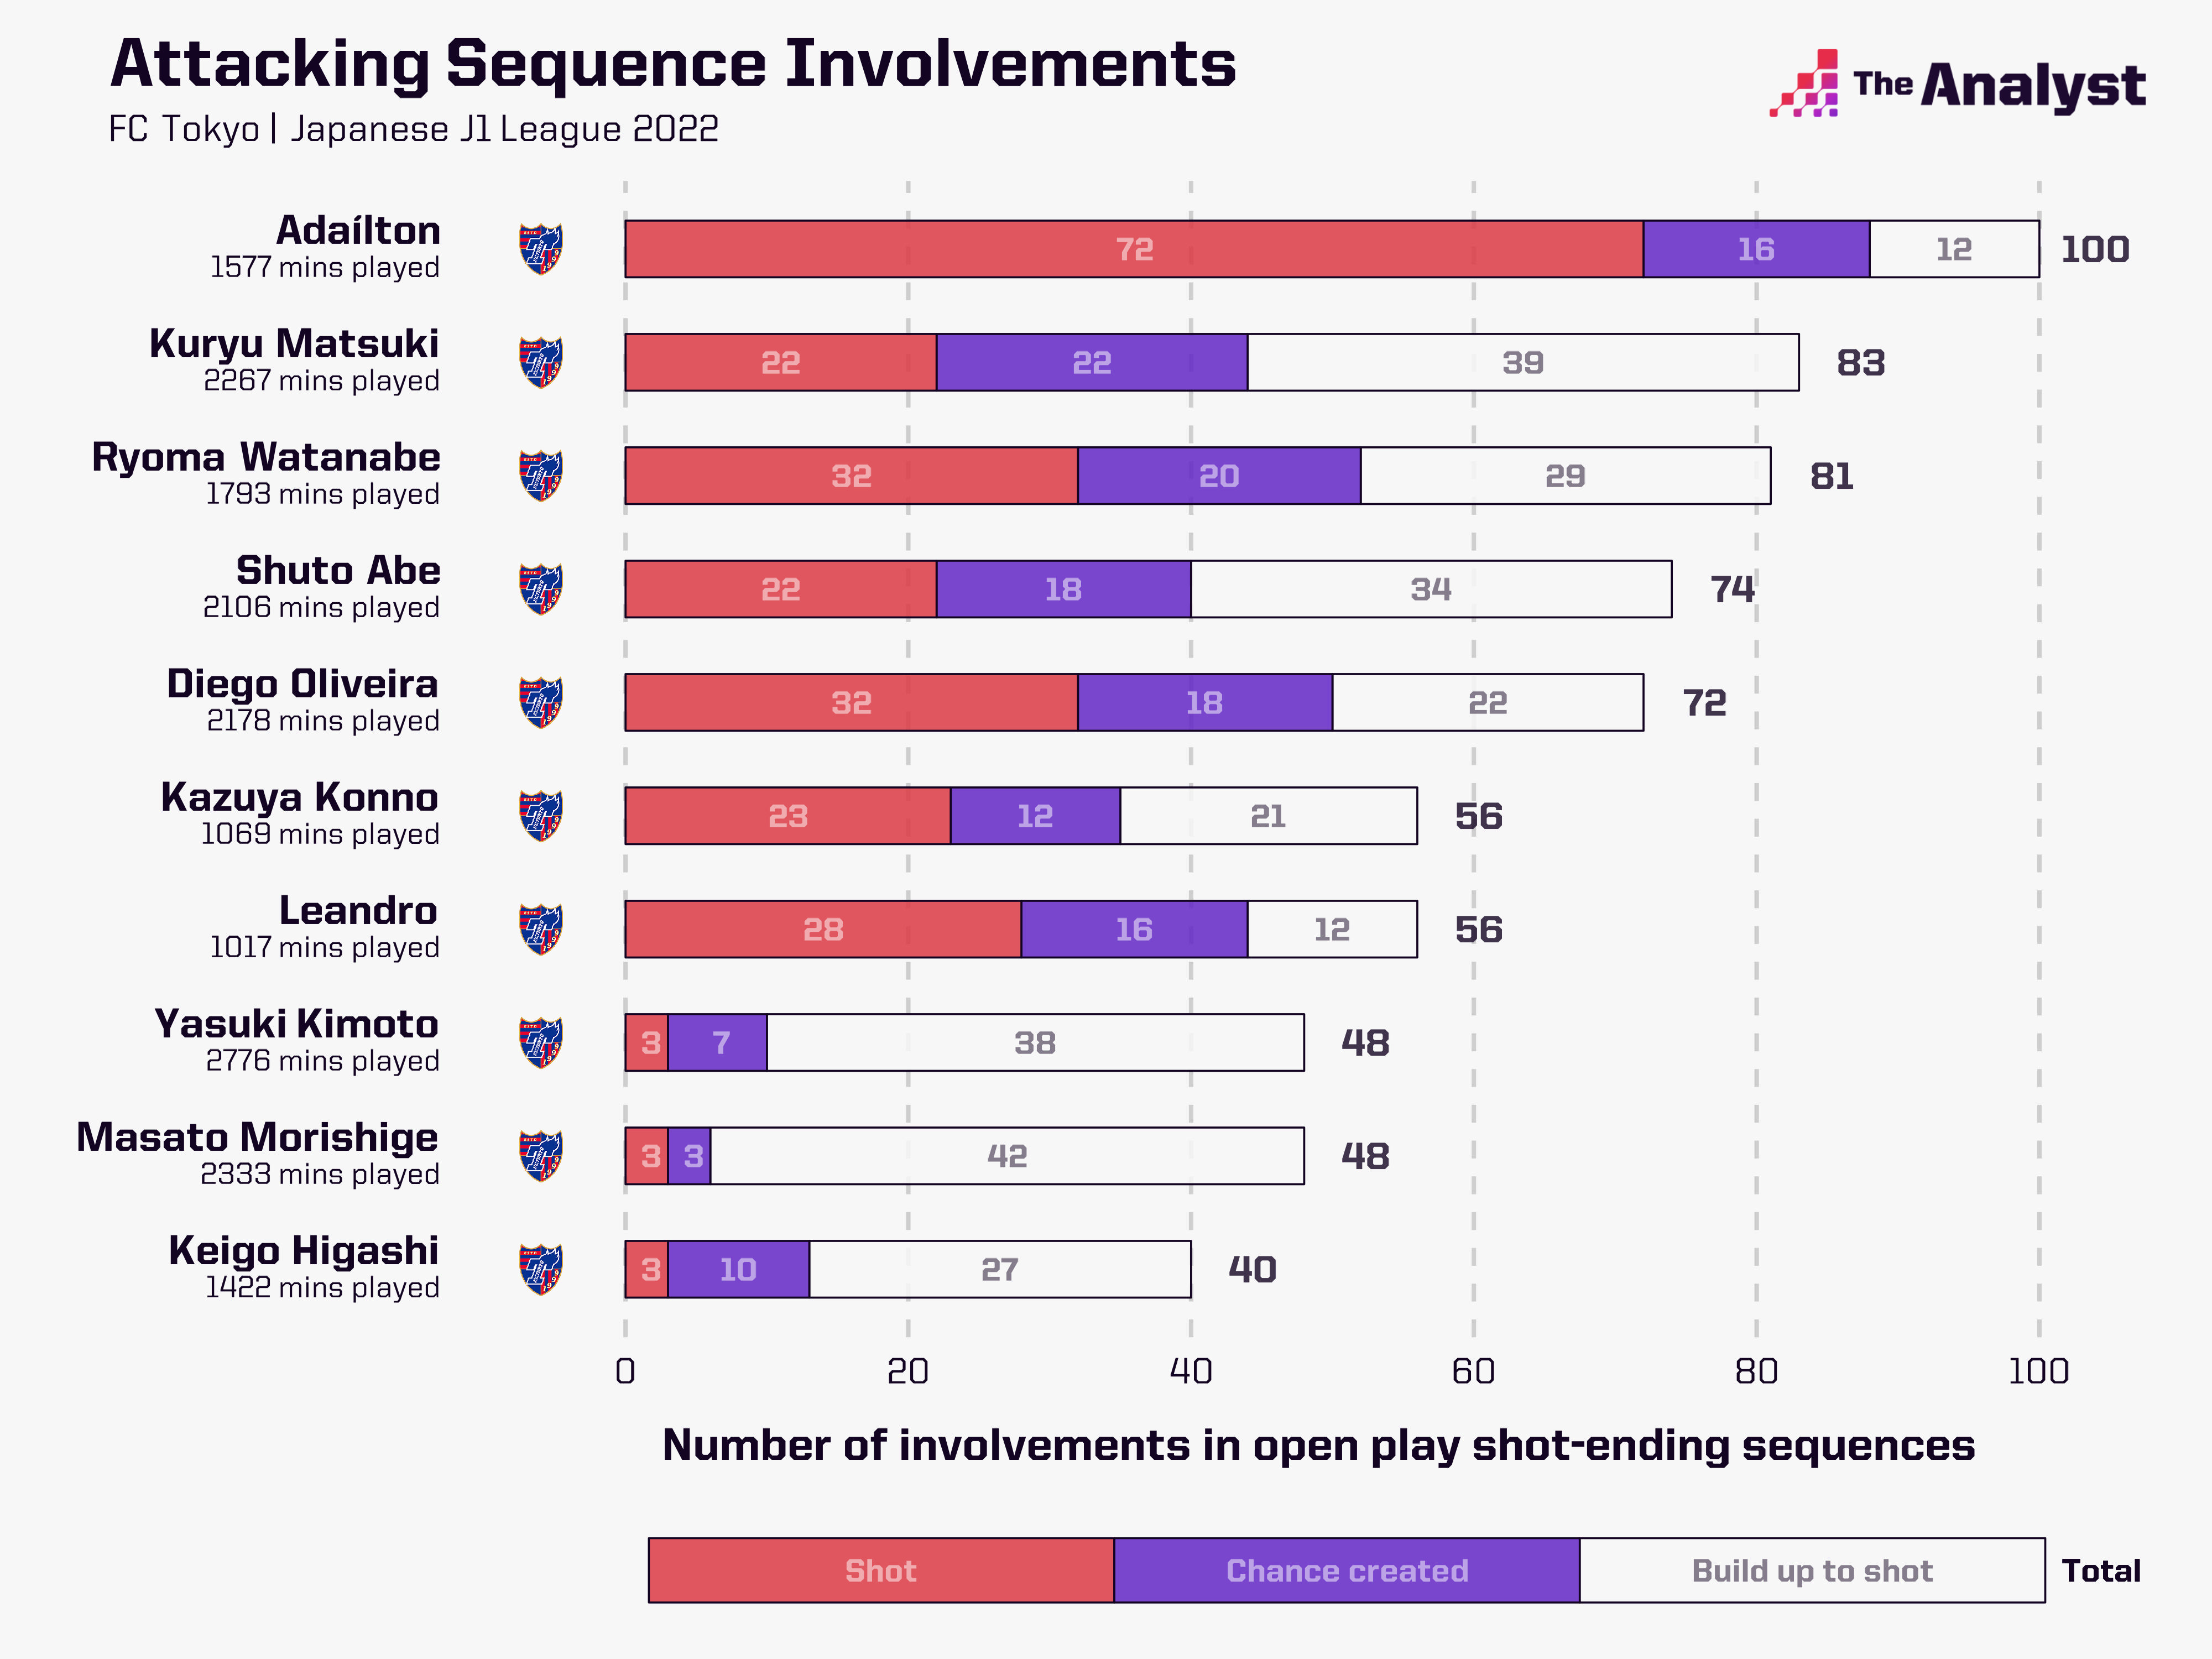 Attacking Sequence Involvements
FC Tokyo | Japanese J1 League 2022
The Analyst
Adaílton
1577 mins played
72 16 12 100
Kuryu Matsuki
2267 mins played
22 22 39 83
Ryoma Watanabe
1793 mins played
32 20 29 81
Shuto Abe
2106 mins played
22 18 34 74
Diego Oliveira
2178 mins played
32 18 22 72
Kazuya Konno
1069 mins played
23 12 21 56
Leandro
1017 mins played
28 16 12 56
Yasuki Kimoto
2776 mins played
3 7 38 48
Masato Morishige
2333 mins played
3 3 42 48
Keigo Higashi
1422 mins played
3 10 27 40
0 20 40 60 80 100
Number of involvements in open play shot-ending sequences
Shot Chance created Build up to shot Total